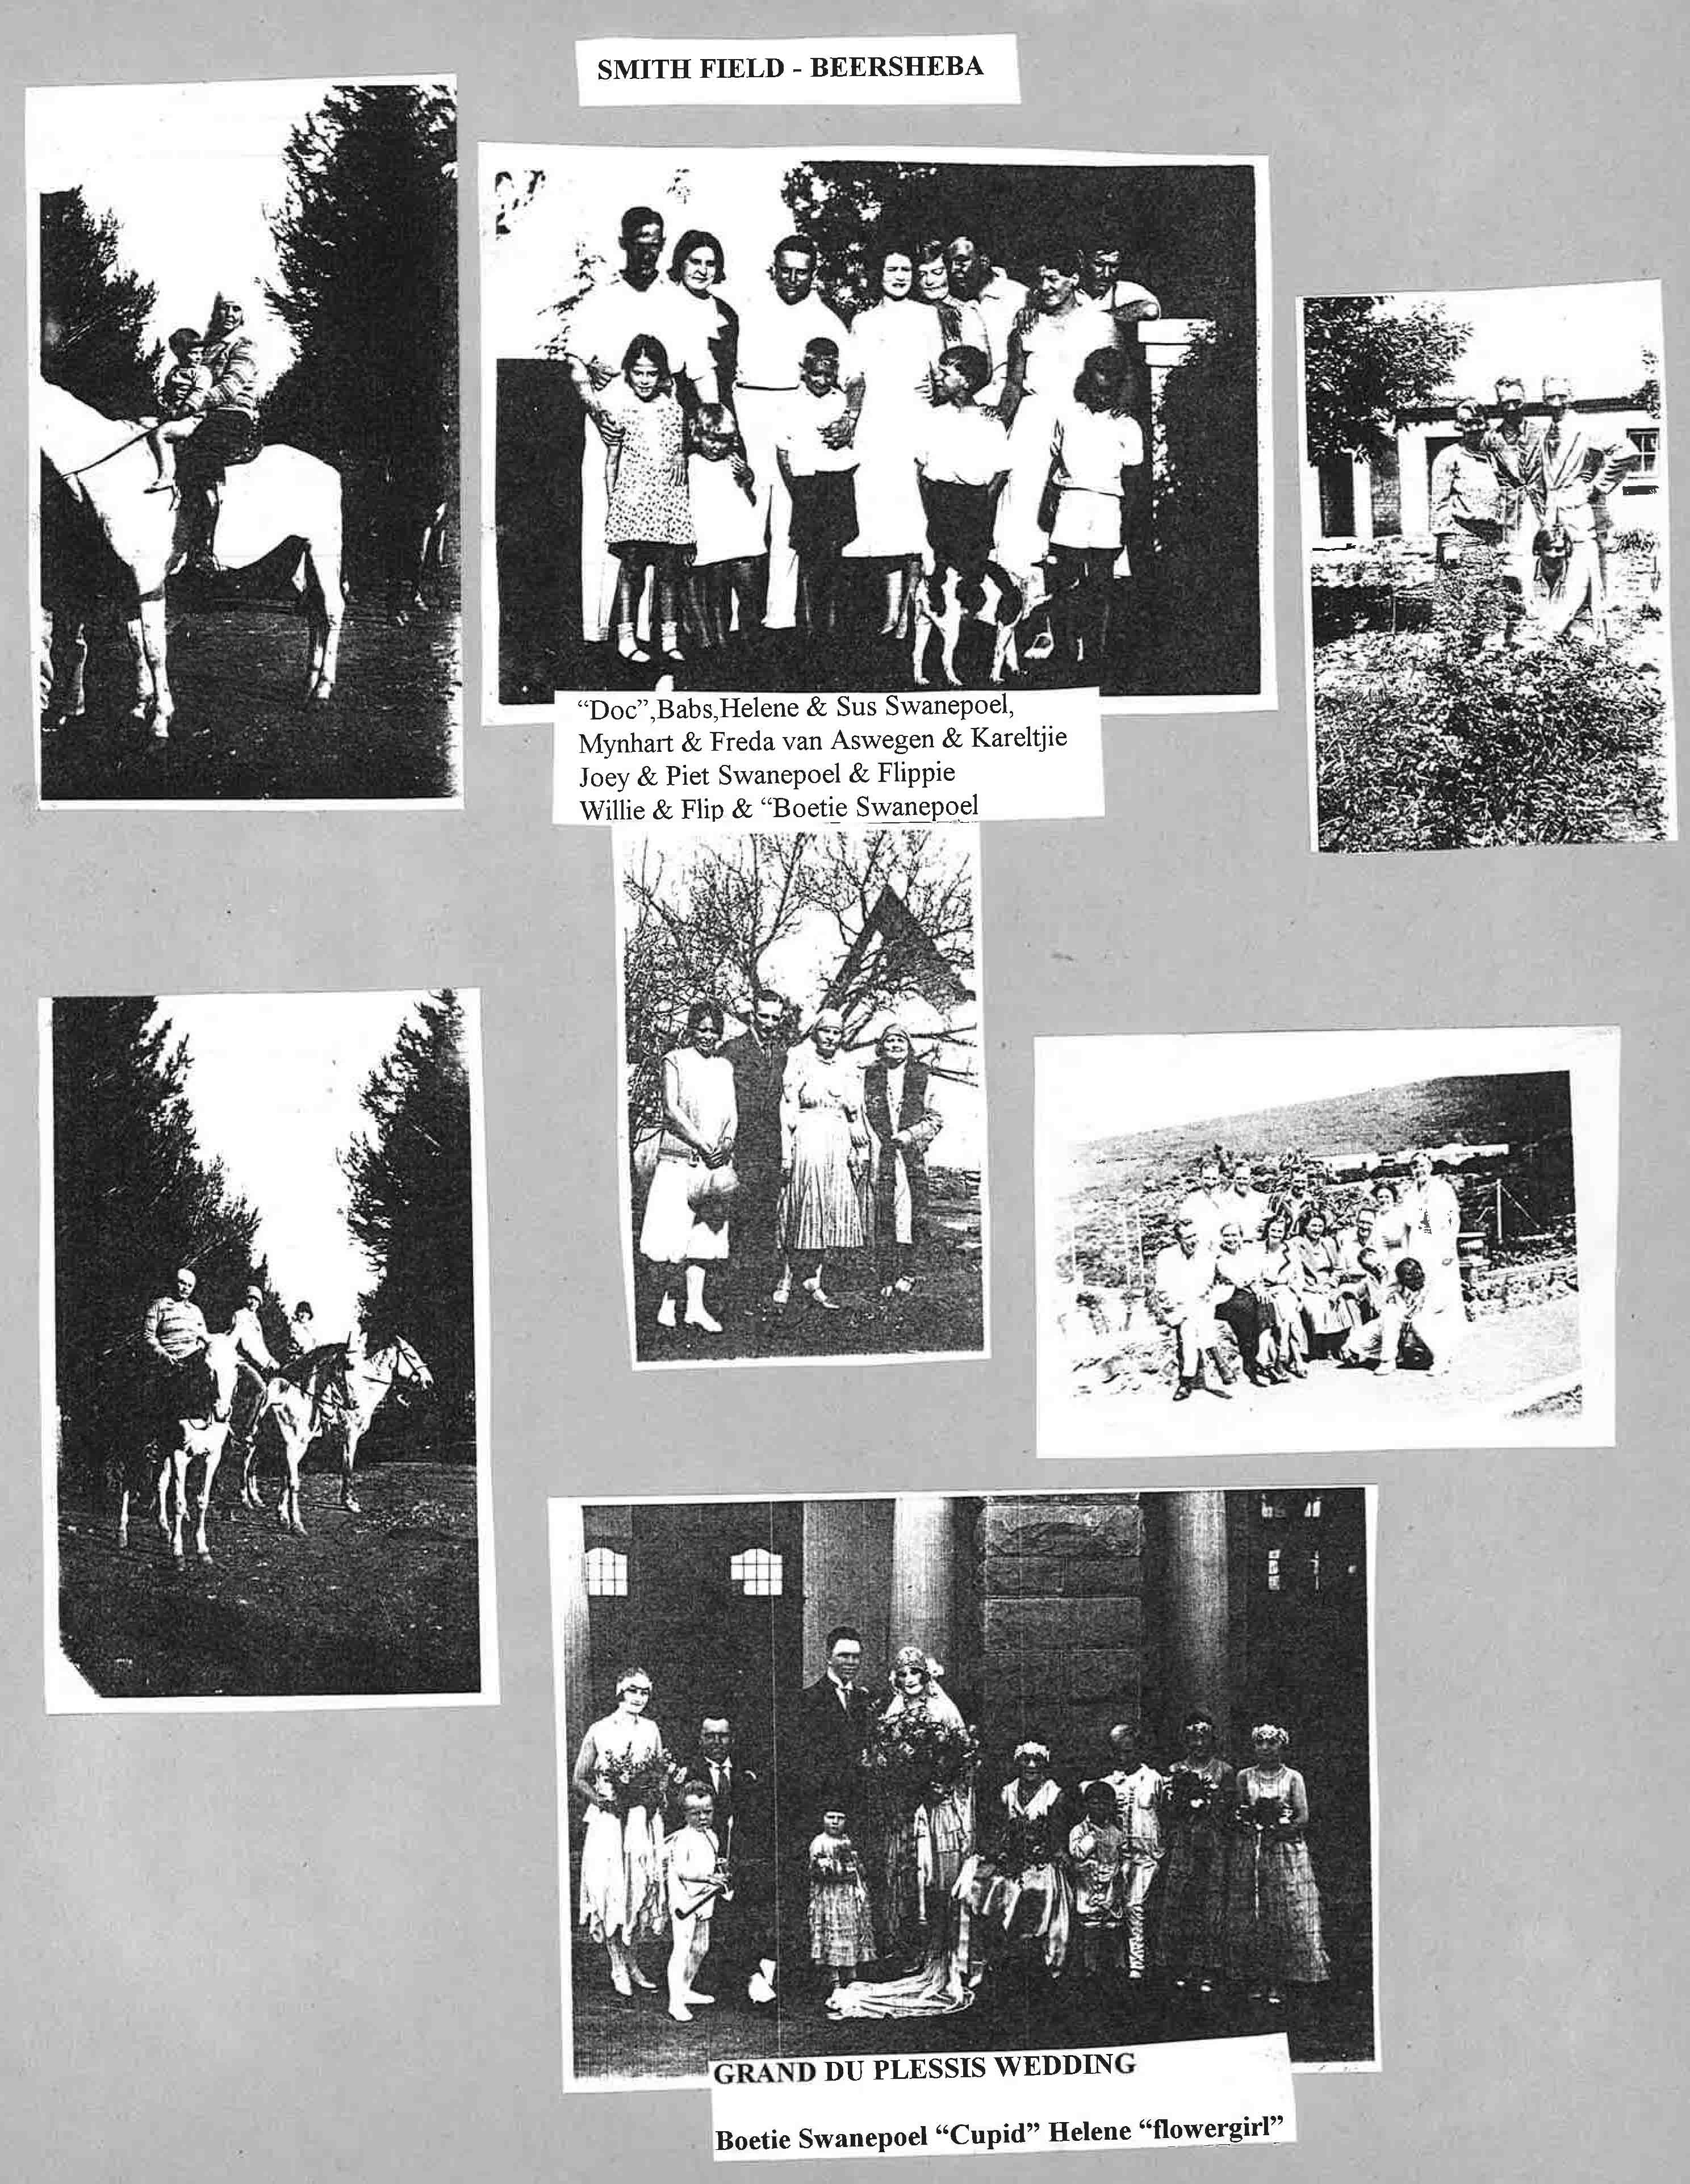 SMITH FIELD - BEERSHEBA
“Doc”,Babs,Helene & Sus Swanepoel,
Mynhart & Freda van Aswegen & Kareltjie
Joey & Piet Swanepoel & Flippie
Willie & Flip & “Boetie Swanepoel
GRAND DU PLESSIS WEDDING
Boetie Swanepoel “Cupid” Helene “flowergirl”